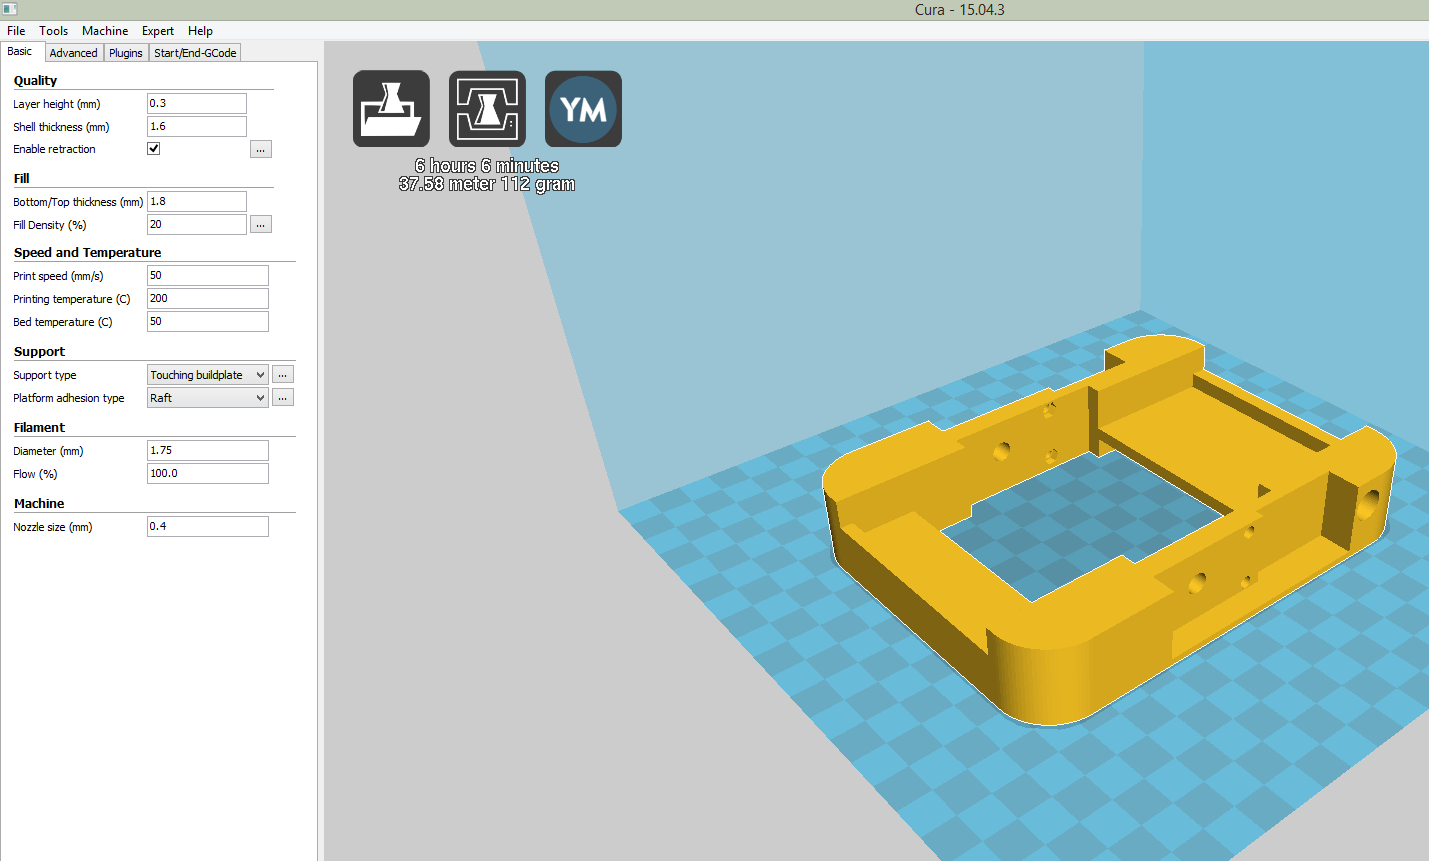 Cura - 15.04.3
File Tools Machine Expert Help
Basic Advanced Plugins Start/End-GCode
Quality
Layer height (mm) 0.3
Shell thickness (mm) 1.6
Enable retraction ...
Fill
Bottom/Top thickness (mm) 1.8
Fill Density (%) 20 ...
Speed and Temperature
Print speed (mm/s) 50
Printing temperature (C) 200
Bed temperature (C) 50
Support
Support type Touching buildplate ...
Platform adhesion type Raft ...
Filament
Diameter (mm) 1.75
Flow (%) 100.0
Machine
Nozzle size (mm) 0.4
YM
6 hours 6 minutes
37.58 meter 112 gram